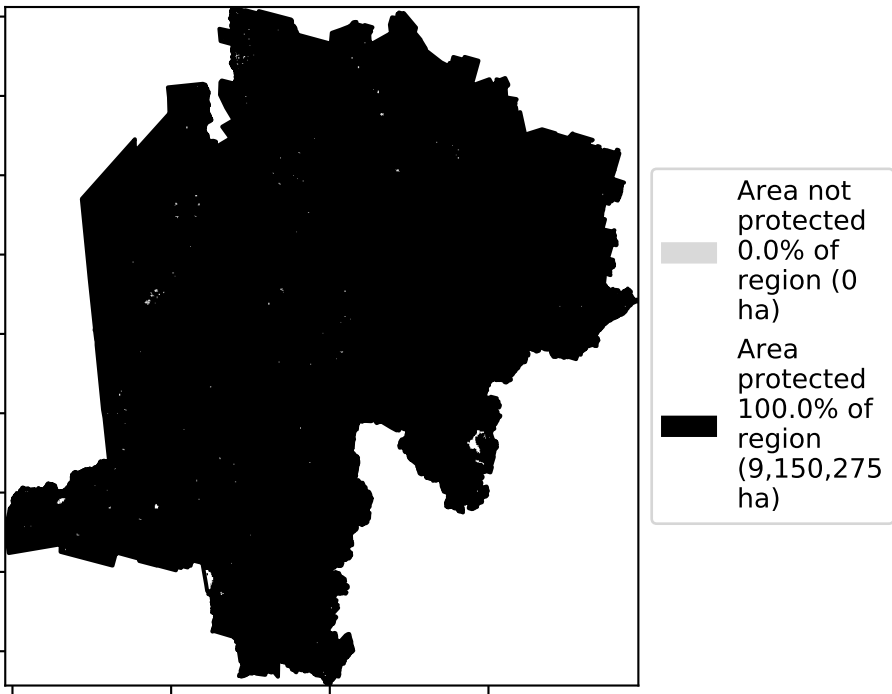 Area not
protected
0.0% of
region (0
ha)
Area
protected
100.0% of
region
(9,150,275
ha)